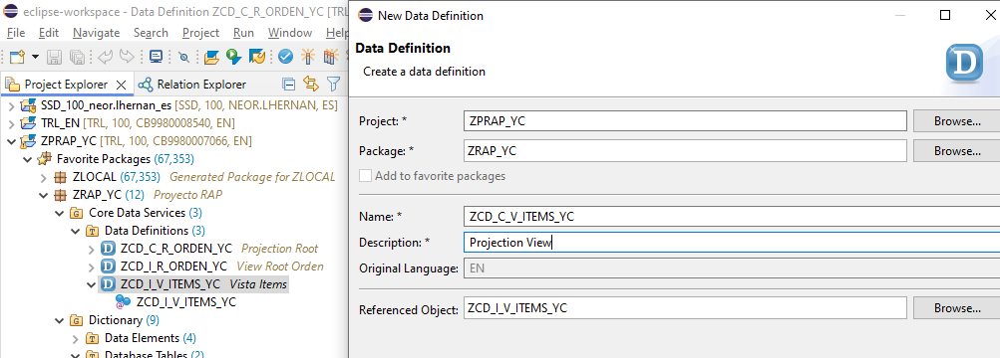 eclipse-workspace - Data Definition ZCD_C_R_ORDEN_YC [TRL
File Edit Navigate Search Project Run Window Help
Project Explorer
Relation Explorer
SSD_100_neor.lhernan_es [SSD, 100, NEOR.LHERNAN, ES]
TRL_EN [TRL, 100, CB9980008540, EN]
ZPRAP_YC [TRL, 100, CB9980007066, EN]
Favorite Packages (67,353)
ZLOCAL (67,353) Generated Package for ZLOCAL
ZRAP_YC (12) Proyecto RAP
Core Data Services (3)
Data Definitions (3)
ZCD_C_R_ORDEN_YC Projection Root
ZCD_I_R_ORDEN_YC View Root Orden
ZCD_I_V_ITEMS_YC Vista Items
ZCD_I_V_ITEMS_YC
Dictionary (9)
Data Elements (4)
Database Tables (2)
New Data Definition
Data Definition
Create a data definition
D
Project: * ZPRAP_YC Browse...
Package: * ZRAP_YC Browse...
Add to favorite packages
Name: * ZCD_C_V_ITEMS_YC
Description: * Projection View
Original Language: EN
Referenced Object: ZCD_I_V_ITEMS_YC Browse...